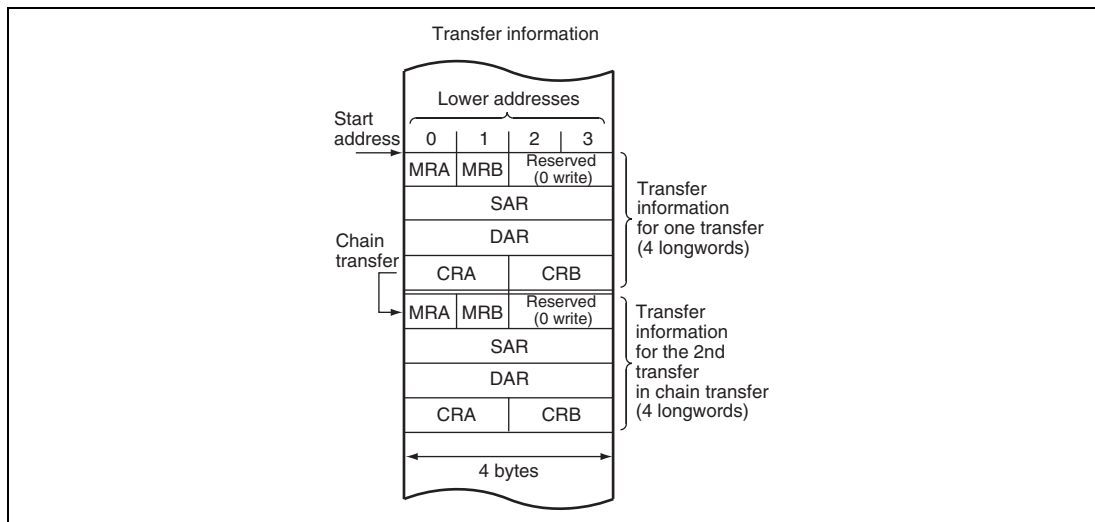 Transfer information
Lower addresses
Start
address
0 1 2 3
MRA MRB Reserved
(0 write)
SAR
DAR
CRA CRB
Transfer
information
for one transfer
(4 longwords)
Chain
transfer
MRA MRB Reserved
(0 write)
SAR
DAR
CRA CRB
Transfer
information
for the 2nd
transfer
in chain transfer
(4 longwords)
4 bytes